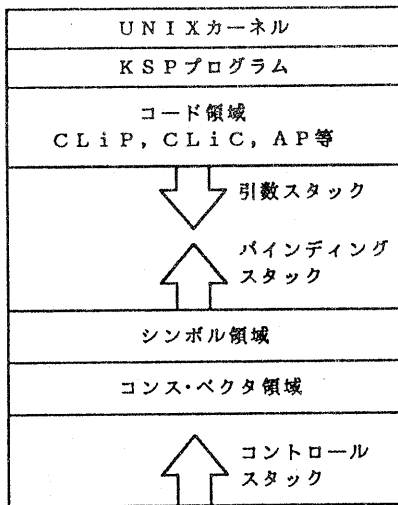 UNIXカーネル
KSPプログラム
コード領域
CLiP, CLiC, AP等
引数スタック
バインディング
スタック
シンボル領域
コンス・ベクタ領域
コントロール
スタック